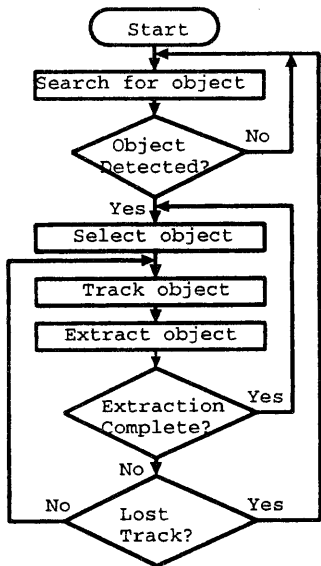 Start
Search for object
No
Object
Detected?
Yes
Select object
Track object
Extract object
Extraction
Complete?
Yes
No
No
Lost
Track?
Yes